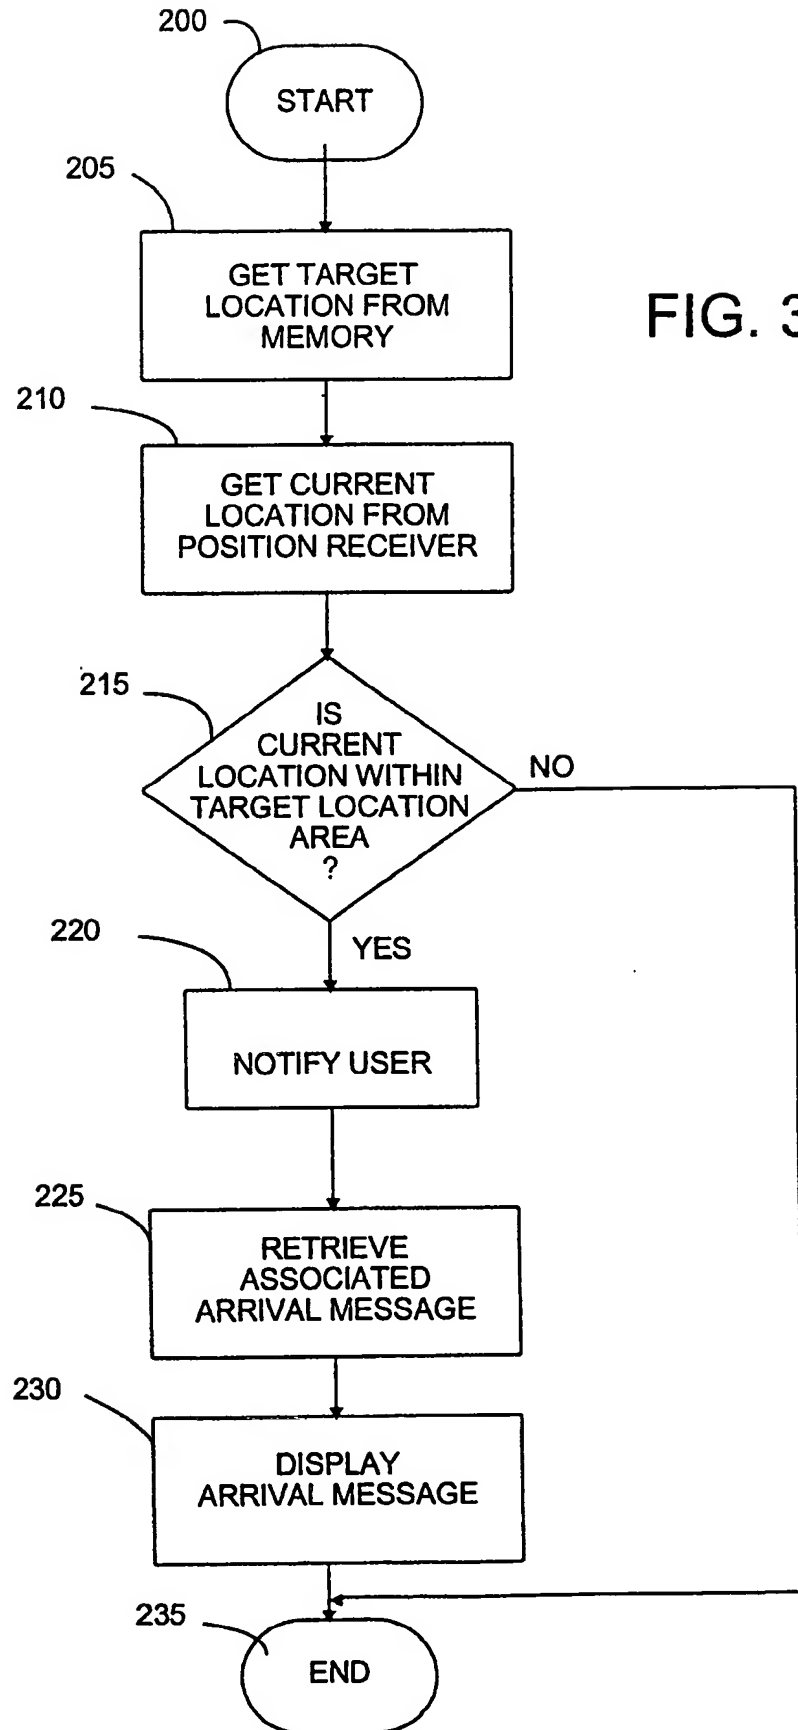 200
START
205
GET TARGET
LOCATION FROM
MEMORY
FIG. 3
210
GET CURRENT
LOCATION FROM
POSITION RECEIVER
215
IS
CURRENT
LOCATION WITHIN
TARGET LOCATION
AREA
?
NO
YES
220
NOTIFY USER
225
RETRIEVE
ASSOCIATED
ARRIVAL MESSAGE
230
DISPLAY
ARRIVAL MESSAGE
235
END